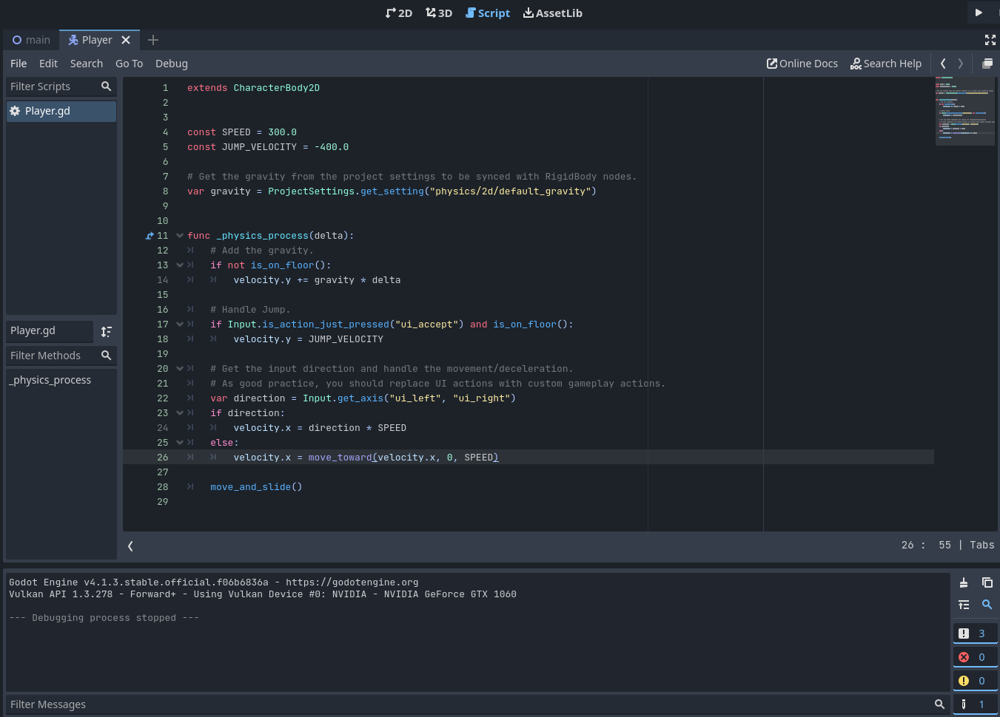 2D 3D Script AssetLib
main Player
File Edit Search Go To Debug Online Docs Search Help
Filter Scripts
Player.gd
Player.gd
Filter Methods
_physics_process
1 extends CharacterBody2D
2
3
4 const SPEED = 300.0
5 const JUMP_VELOCITY = -400.0
6
7 # Get the gravity from the project settings to be synced with RigidBody nodes.
8 var gravity = ProjectSettings.get_setting("physics/2d/default_gravity")
9
10
11 func _physics_process(delta):
12 # Add the gravity.
13 if not is_on_floor():
14 velocity.y += gravity * delta
15
16 # Handle Jump.
17 if Input.is_action_just_pressed("ui_accept") and is_on_floor():
18 velocity.y = JUMP_VELOCITY
19
20 # Get the input direction and handle the movement/deceleration.
21 # As good practice, you should replace UI actions with custom gameplay actions.
22 var direction = Input.get_axis("ui_left", "ui_right")
23 if direction:
24 velocity.x = direction * SPEED
25 else:
26 velocity.x = move_toward(velocity.x, 0, SPEED)
27
28 move_and_slide()
29
26 : 55 | Tabs
Godot Engine v4.1.3.stable.official.f06b6836a - https://godotengine.org
Vulkan API 1.3.278 - Forward+ - Using Vulkan Device #0: NVIDIA - NVIDIA GeForce GTX 1060
--- Debugging process stopped ---
3
0
0
1
Filter Messages